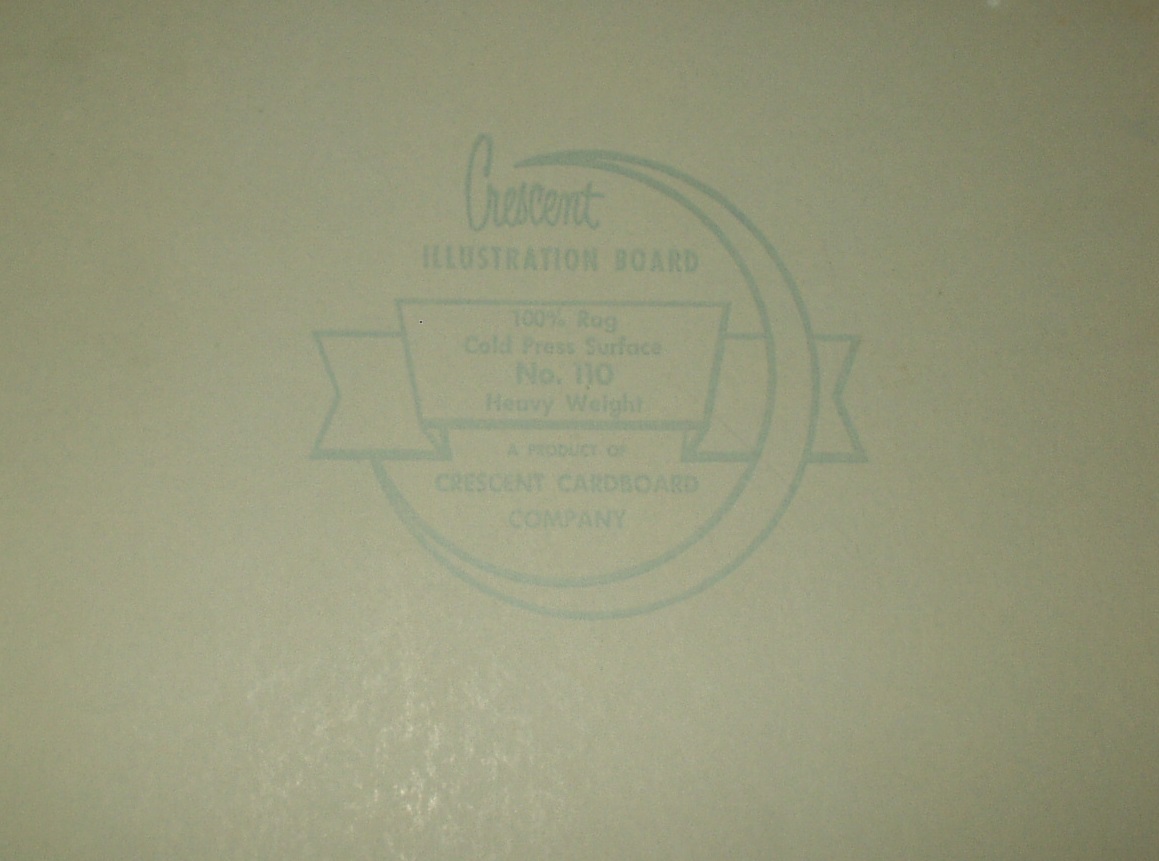 Crescent
ILLUSTRATION BOARD
100% Rag
Cold Press Surface
No. 110
Heavy Weight
A PRODUCT OF
CRESCENT CARDBOARD
COMPANY